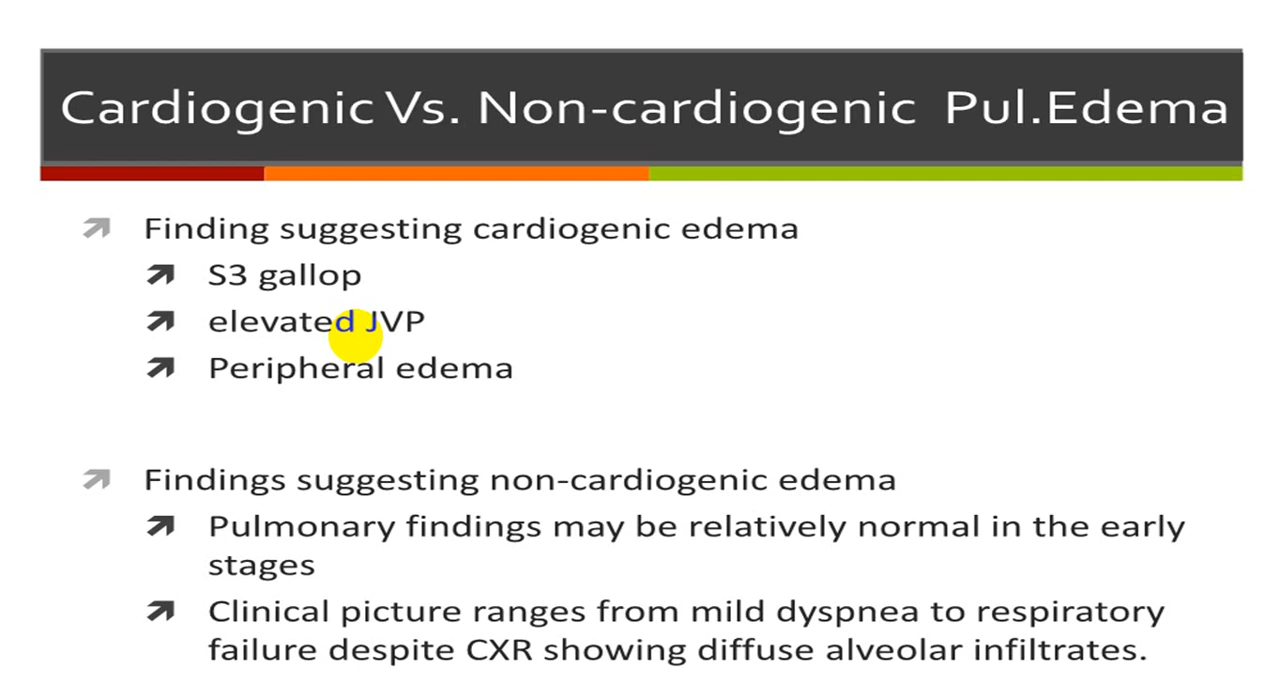 Cardiogenic Vs. Non-cardiogenic Pul.Edema
Finding suggesting cardiogenic edema
S3 gallop
elevated JVP
Peripheral edema
Findings suggesting non-cardiogenic edema
Pulmonary findings may be relatively normal in the early
stages
Clinical picture ranges from mild dyspnea to respiratory
failure despite CXR showing diffuse alveolar infiltrates.